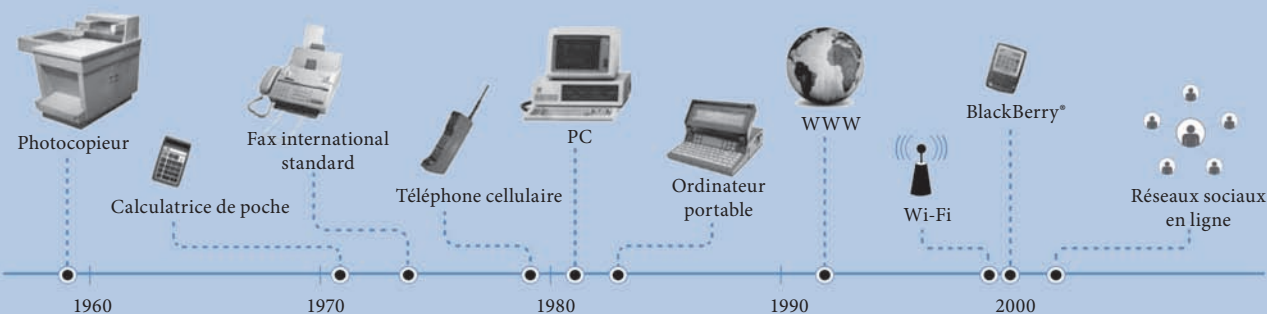 Photocopieur
Calculatrice de poche
Fax international
standard
Téléphone cellulaire
PC
Ordinateur
portable
WWW
Wi-Fi
BlackBerry®
Réseaux sociaux
en ligne
1960
1970
1980
1990
2000